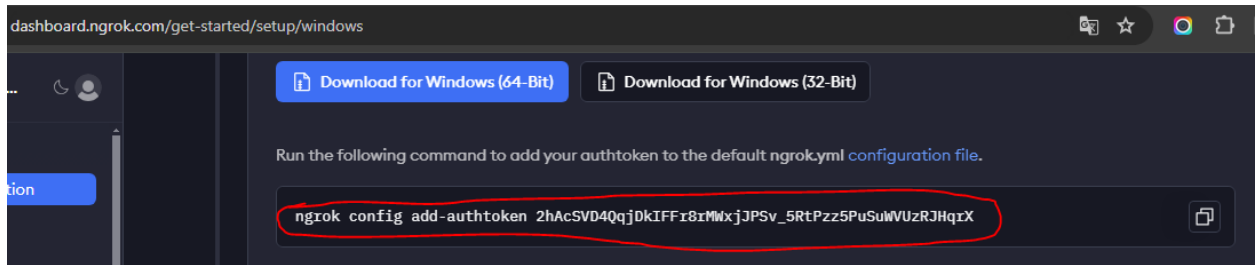 dashboard.ngrok.com/get-started/setup/windows
Download for Windows (64-Bit) Download for Windows (32-Bit)
...
Run the following command to add your authtoken to the default ngrok.yml configuration file.
tion
ngrok config add-authtoken 2hAcSVD4QqjDkIFFr8rMWxjJPSv_5RtPzz5PuSuWVUzRJHqrX